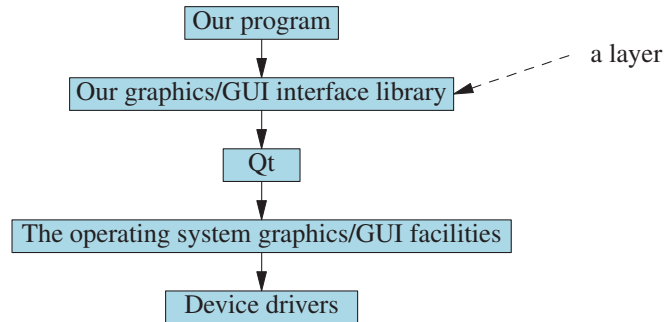 Our program
a layer
Our graphics/GUI interface library
Qt
The operating system graphics/GUI facilities
Device drivers